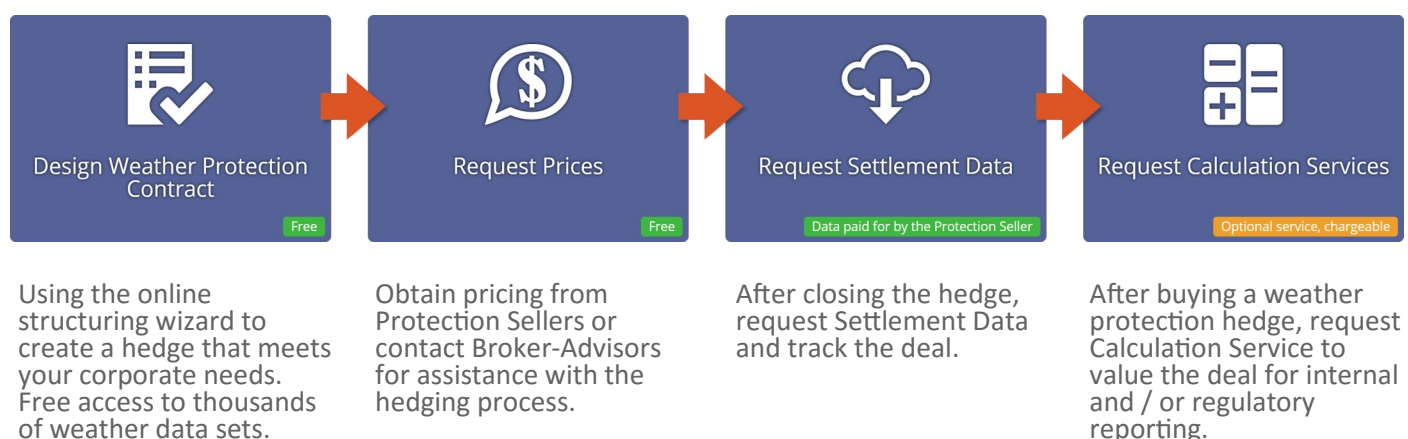 Design Weather Protection
Contract
Free
Request Prices
Free
Request Settlement Data
Data paid for by the Protection Seller
Request Calculation Services
Optional service, chargeable
Using the online
structuring wizard to
create a hedge that meets
your corporate needs.
Free access to thousands
of weather data sets.
Obtain pricing from
Protection Sellers or
contact Broker-Advisors
for assistance with the
hedging process.
After closing the hedge,
request Settlement Data
and track the deal.
After buying a weather
protection hedge, request
Calculation Service to
value the deal for internal
and / or regulatory
reporting.